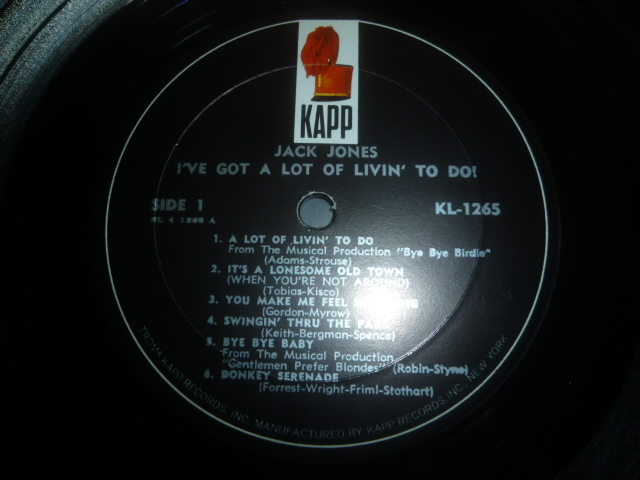 KAPP
JACK JONES
I'VE GOT A LOT OF LIVIN' TO DO!
SIDE 1
KL-1265
KL 4 1265 A
1. A LOT OF LIVIN' TO DO
From The Musical Production "Bye Bye Birdie"
(Adams-Strouse)
2. IT'S A LONESOME OLD TOWN
(WHEN YOU'RE NOT AROUND)
(Tobias-Kisco)
3. YOU MAKE ME FEEL
(Gordon-Myrow)
4. SWINGIN' THRU THE PARK
(Keith-Bergman-Spence)
5. BYE BYE BABY
From The Musical Production
"Gentlemen Prefer Blondes" (Robin-Styne)
6. DONKEY SERENADE
(Forrest-Wright-Friml-Stothart)
KAPP RECORDS, INC. MANUFACTURED BY KAPP RECORDS, INC., NEW YORK